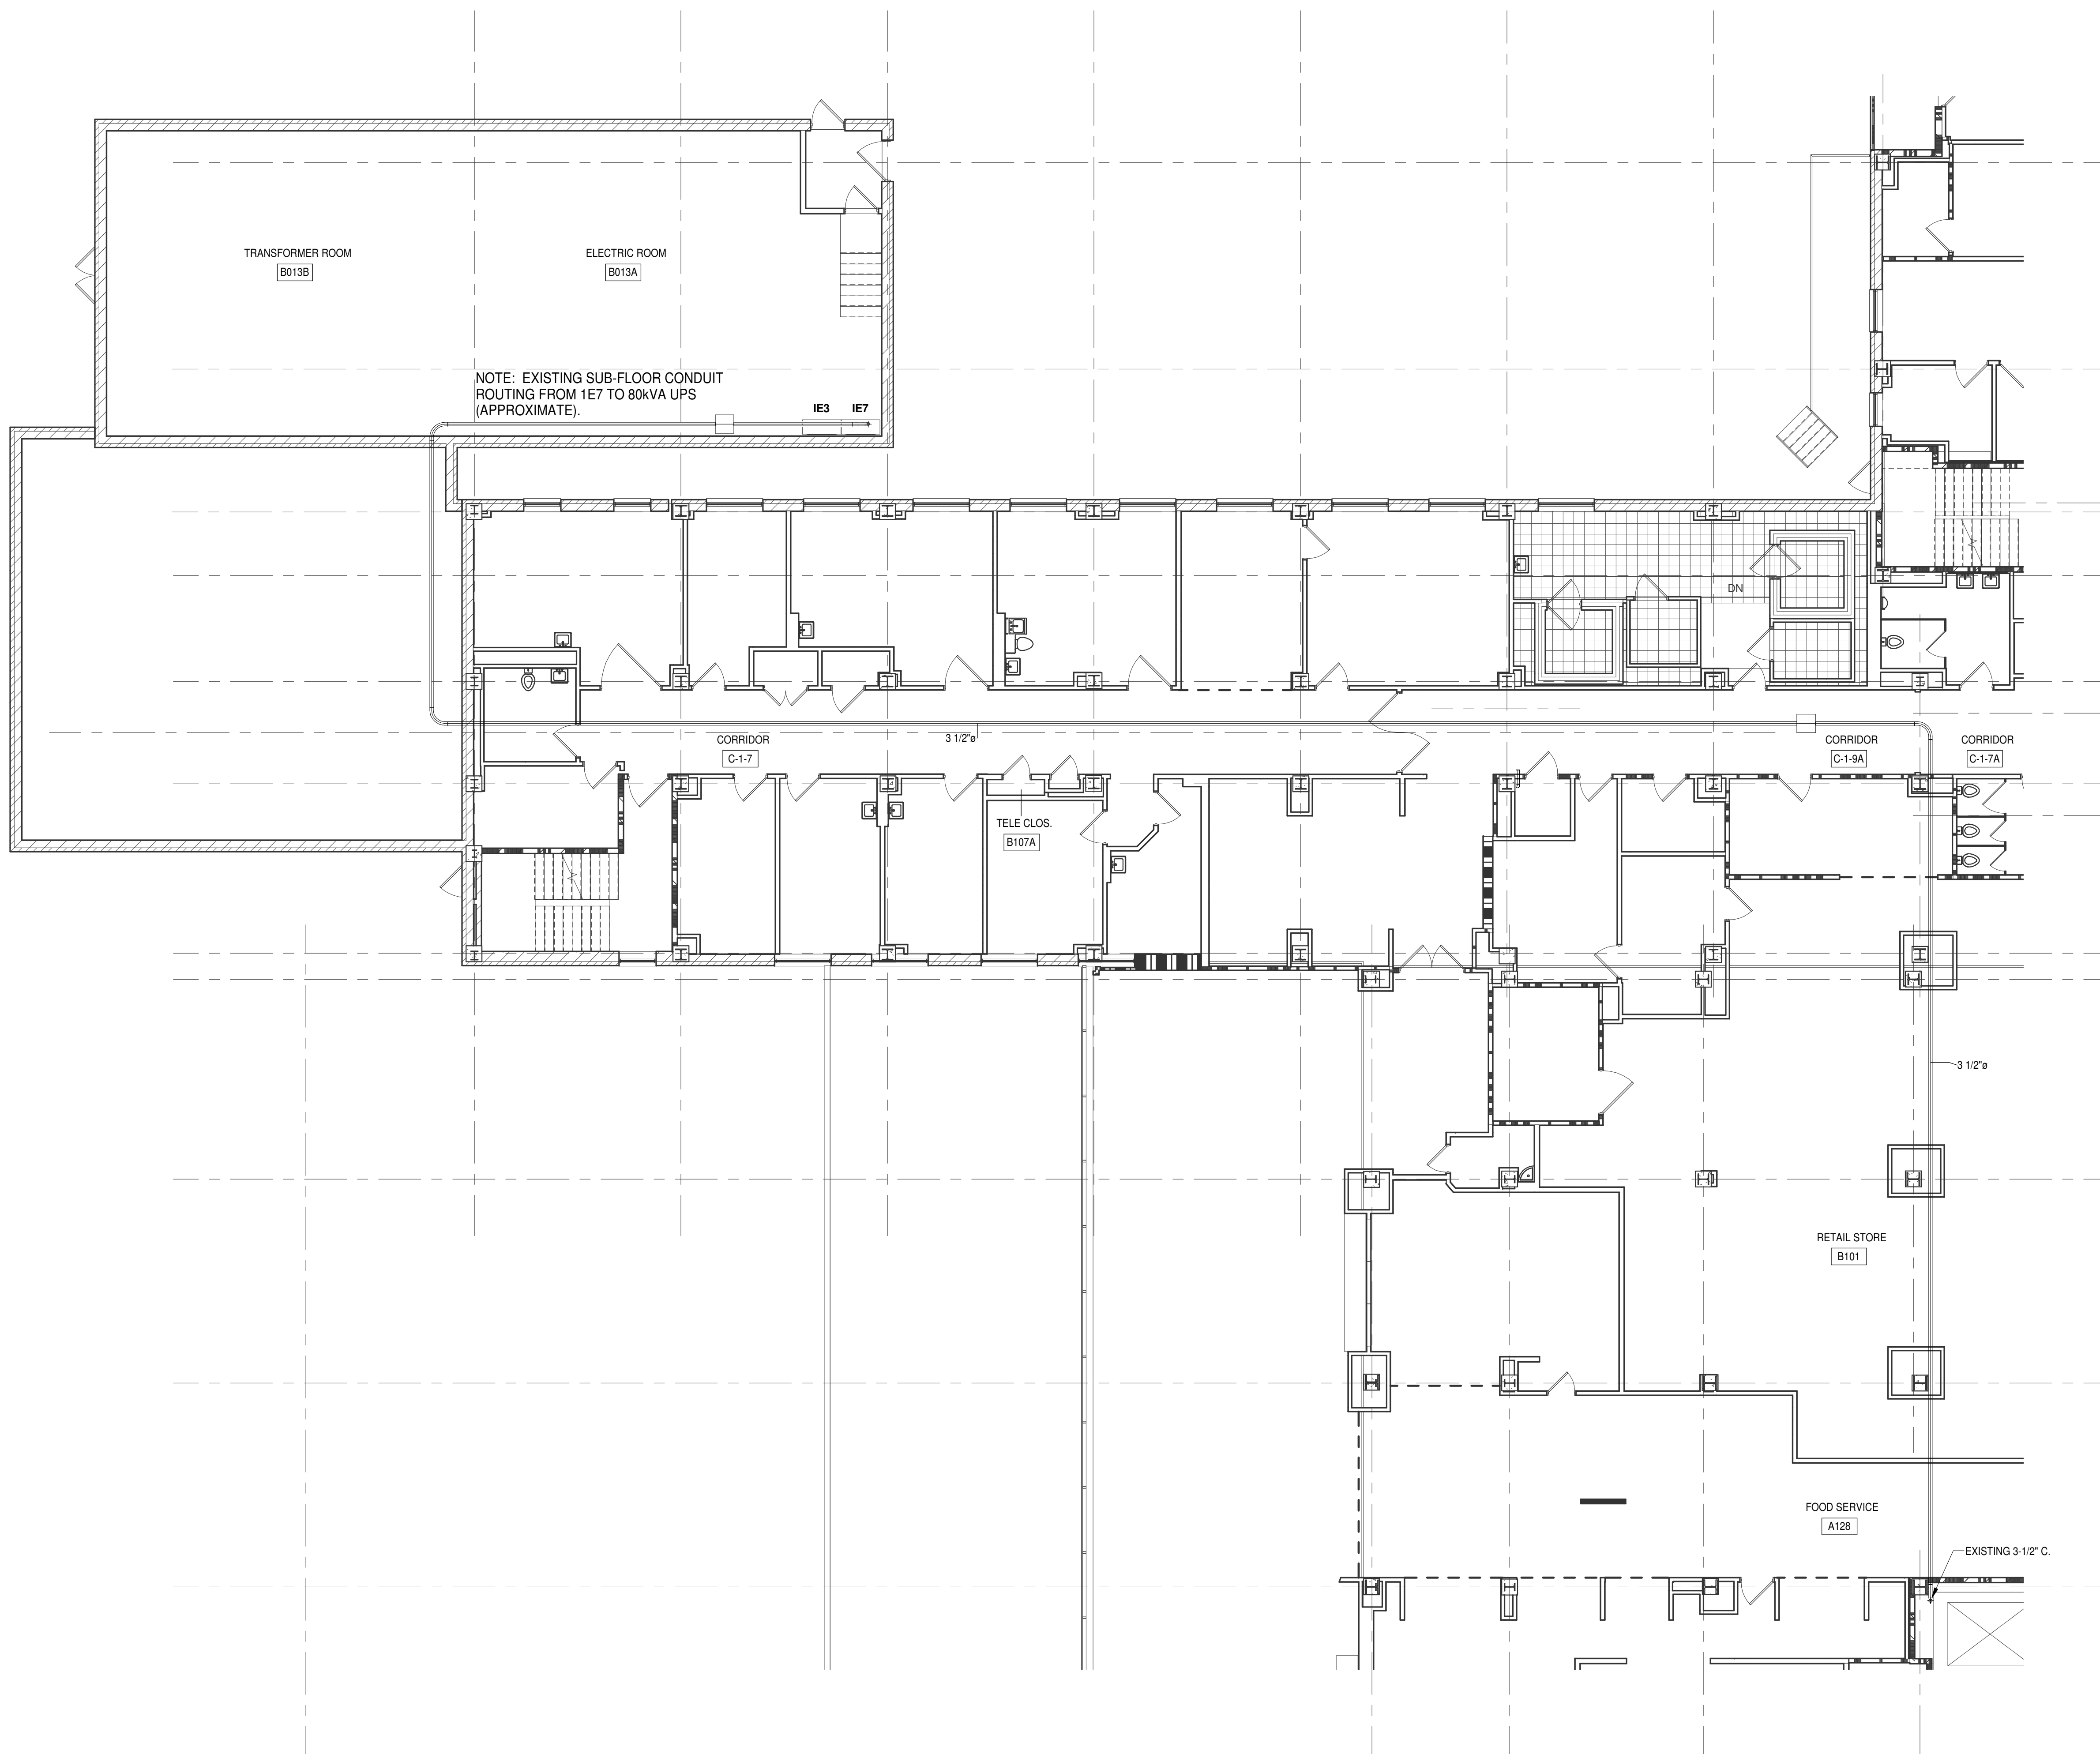 TRANSFORMER ROOM
B013B
ELECTRIC ROOM
B013A
NOTE: EXISTING SUB-FLOOR CONDUIT
ROUTING FROM 1E7 TO 80kVA UPS
(APPROXIMATE).
IE3
IE7
DN
CORRIDOR
C-1-7
3 1/2"ø
CORRIDOR
C-1-9A
CORRIDOR
C-1-7A
TELE CLOS.
B107A
3 1/2"ø
RETAIL STORE
B101
FOOD SERVICE
A128
EXISTING 3-1/2" C.